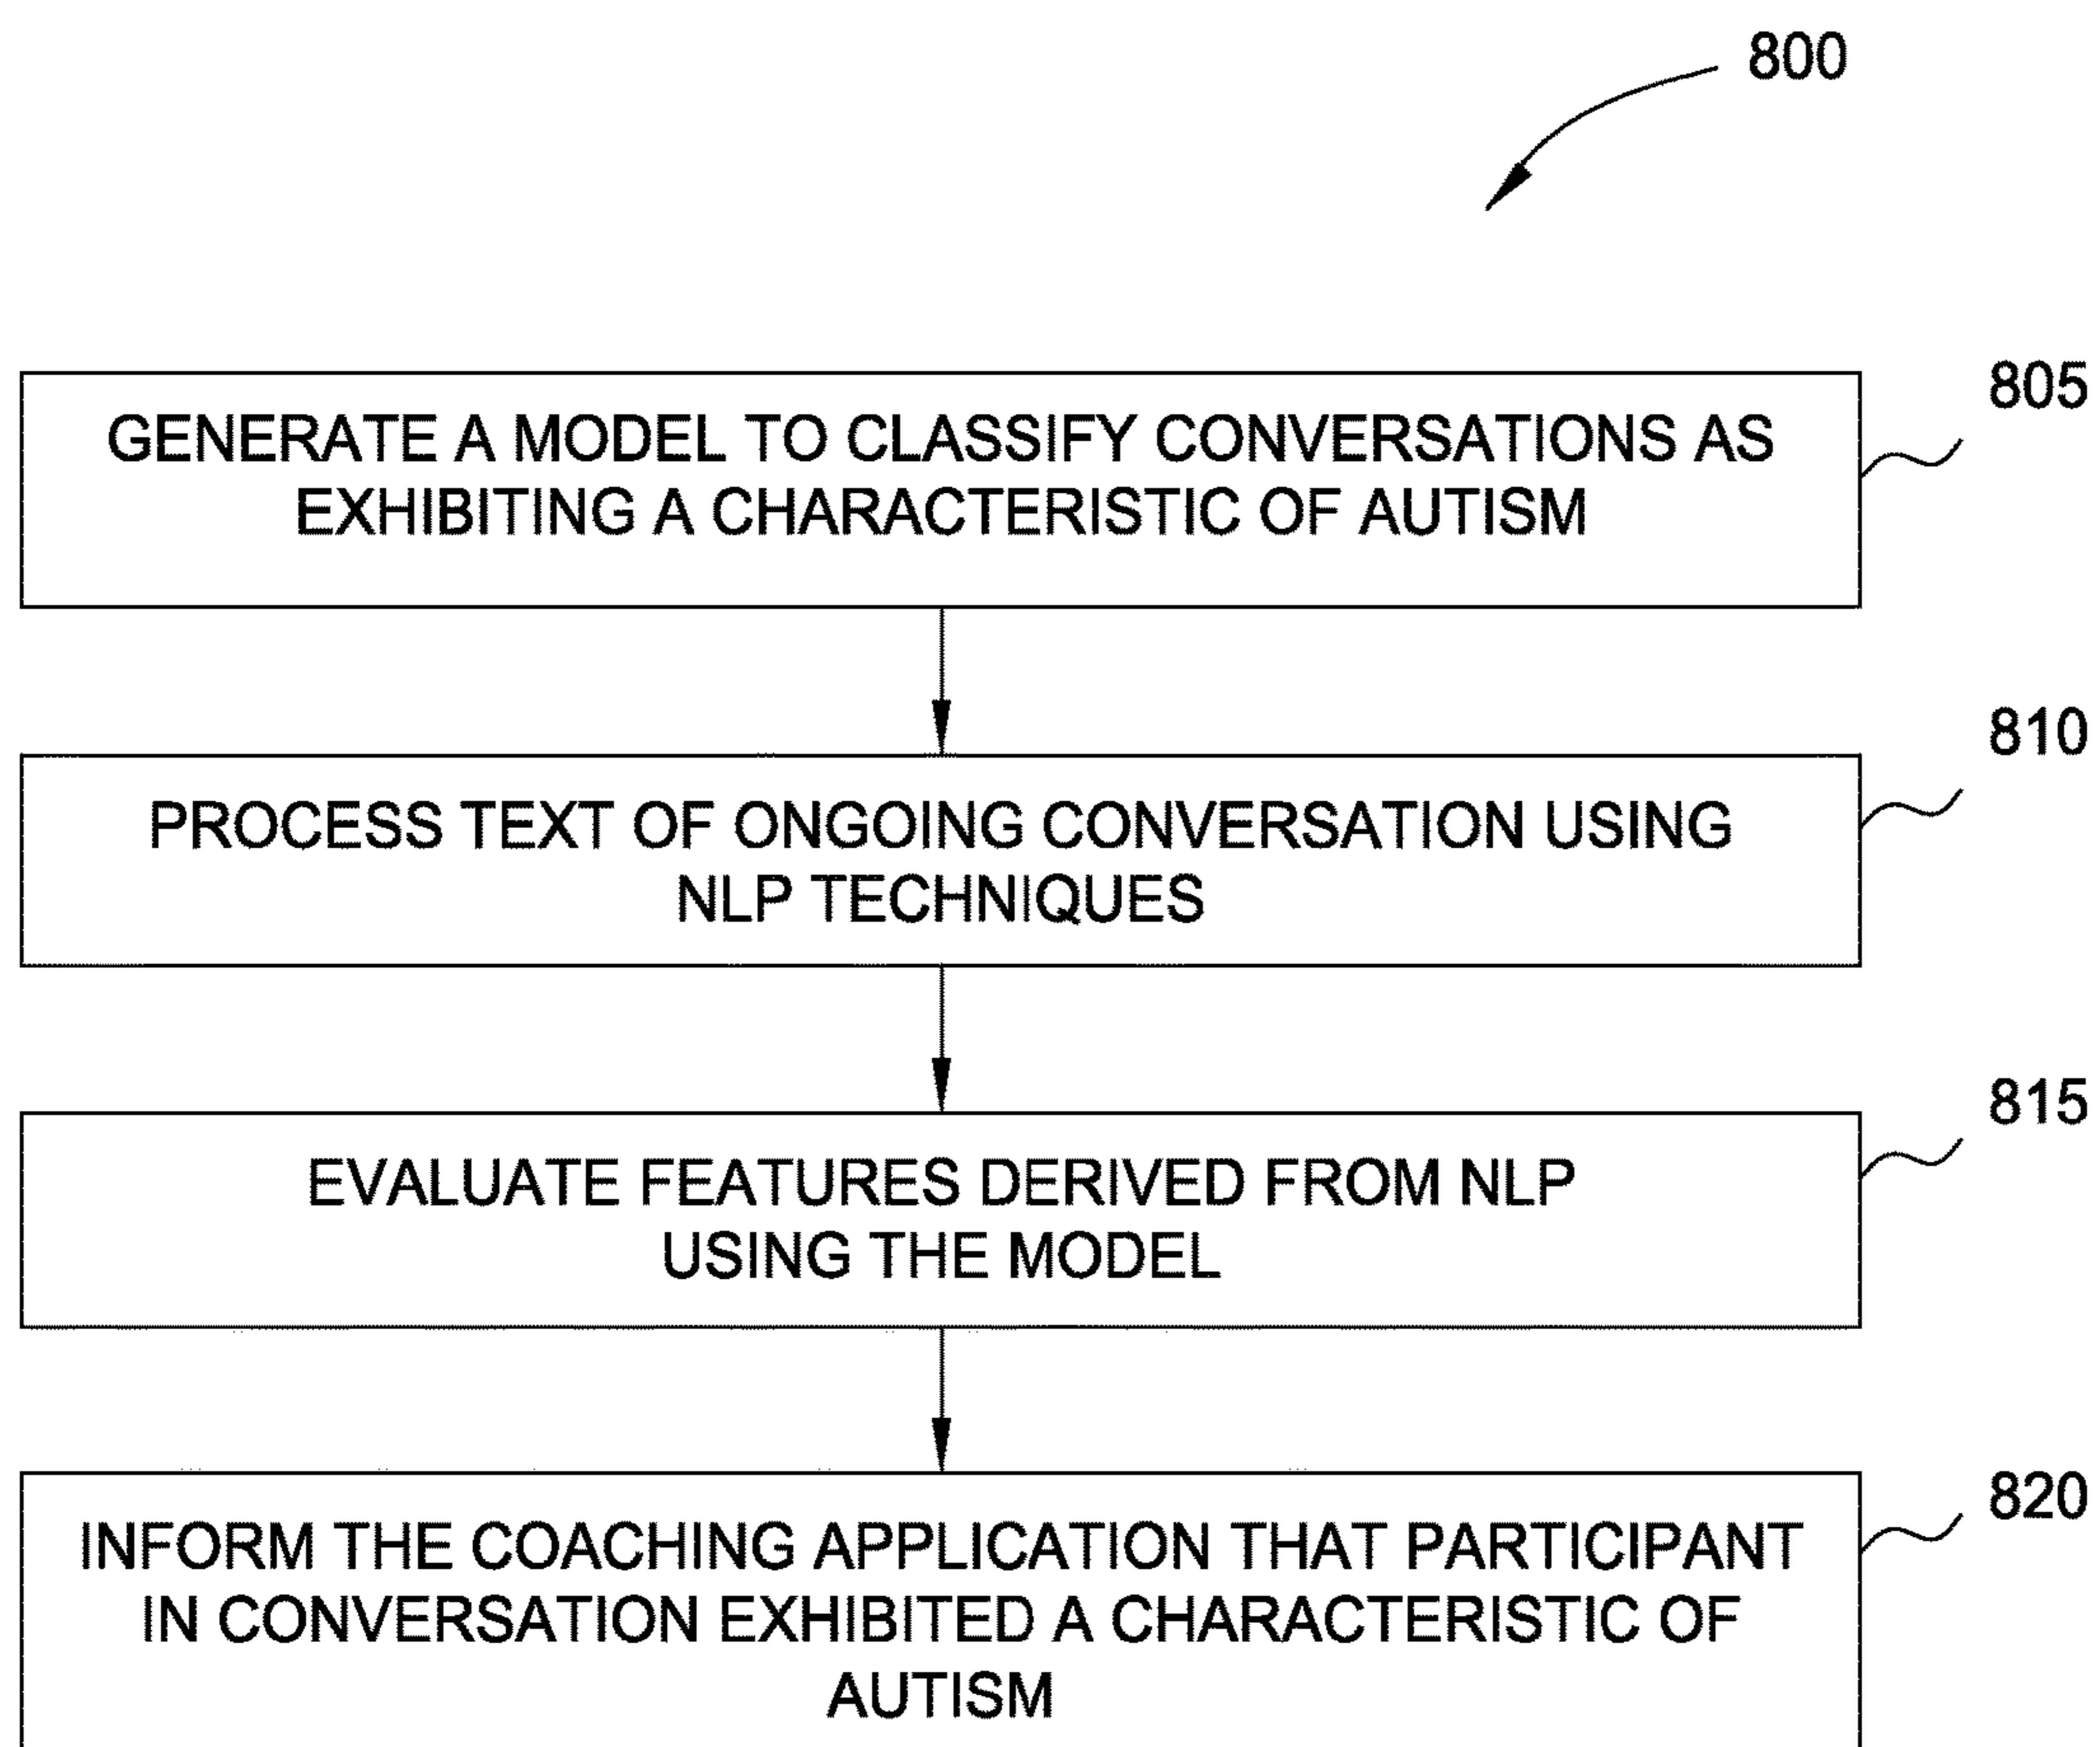 800
805
GENERATE A MODEL TO CLASSIFY CONVERSATIONS AS
EXHIBITING A CHARACTERISTIC OF AUTISM
810
PROCESS TEXT OF ONGOING CONVERSATION USING
NLP TECHNIQUES
815
EVALUATE FEATURES DERIVED FROM NLP
USING THE MODEL
820
INFORM THE COACHING APPLICATION THAT PARTICIPANT
IN CONVERSATION EXHIBITED A CHARACTERISTIC OF
AUTISM